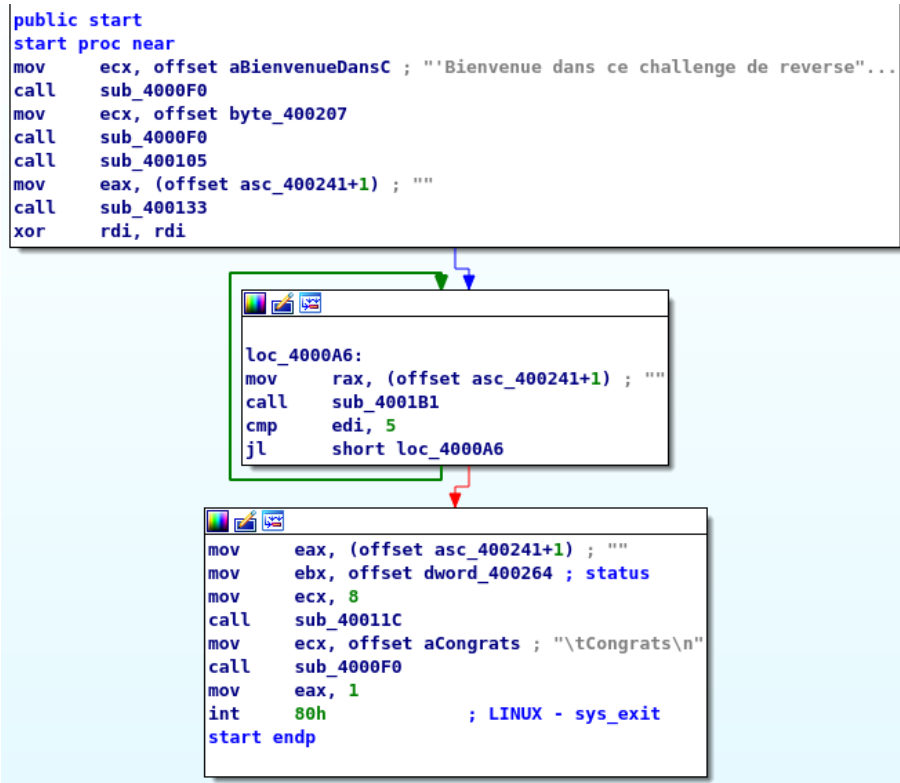 public start
start proc near
mov ecx, offset aBienvenueDansC ; "'Bienvenue dans ce challenge de reverse"...
call sub_4000F0
mov ecx, offset byte_400207
call sub_4000F0
call sub_400105
mov eax, (offset asc_400241+1) ; ""
call sub_400133
xor rdi, rdi
loc_4000A6:
mov rax, (offset asc_400241+1) ; ""
call sub_4001B1
cmp edi, 5
jl short loc_4000A6
mov eax, (offset asc_400241+1) ; ""
mov ebx, offset dword_400264 ; status
mov ecx, 8
call sub_40011C
mov ecx, offset aCongrats ; "\tCongrats\n"
call sub_4000F0
mov eax, 1
int 80h ; LINUX - sys_exit
start endp